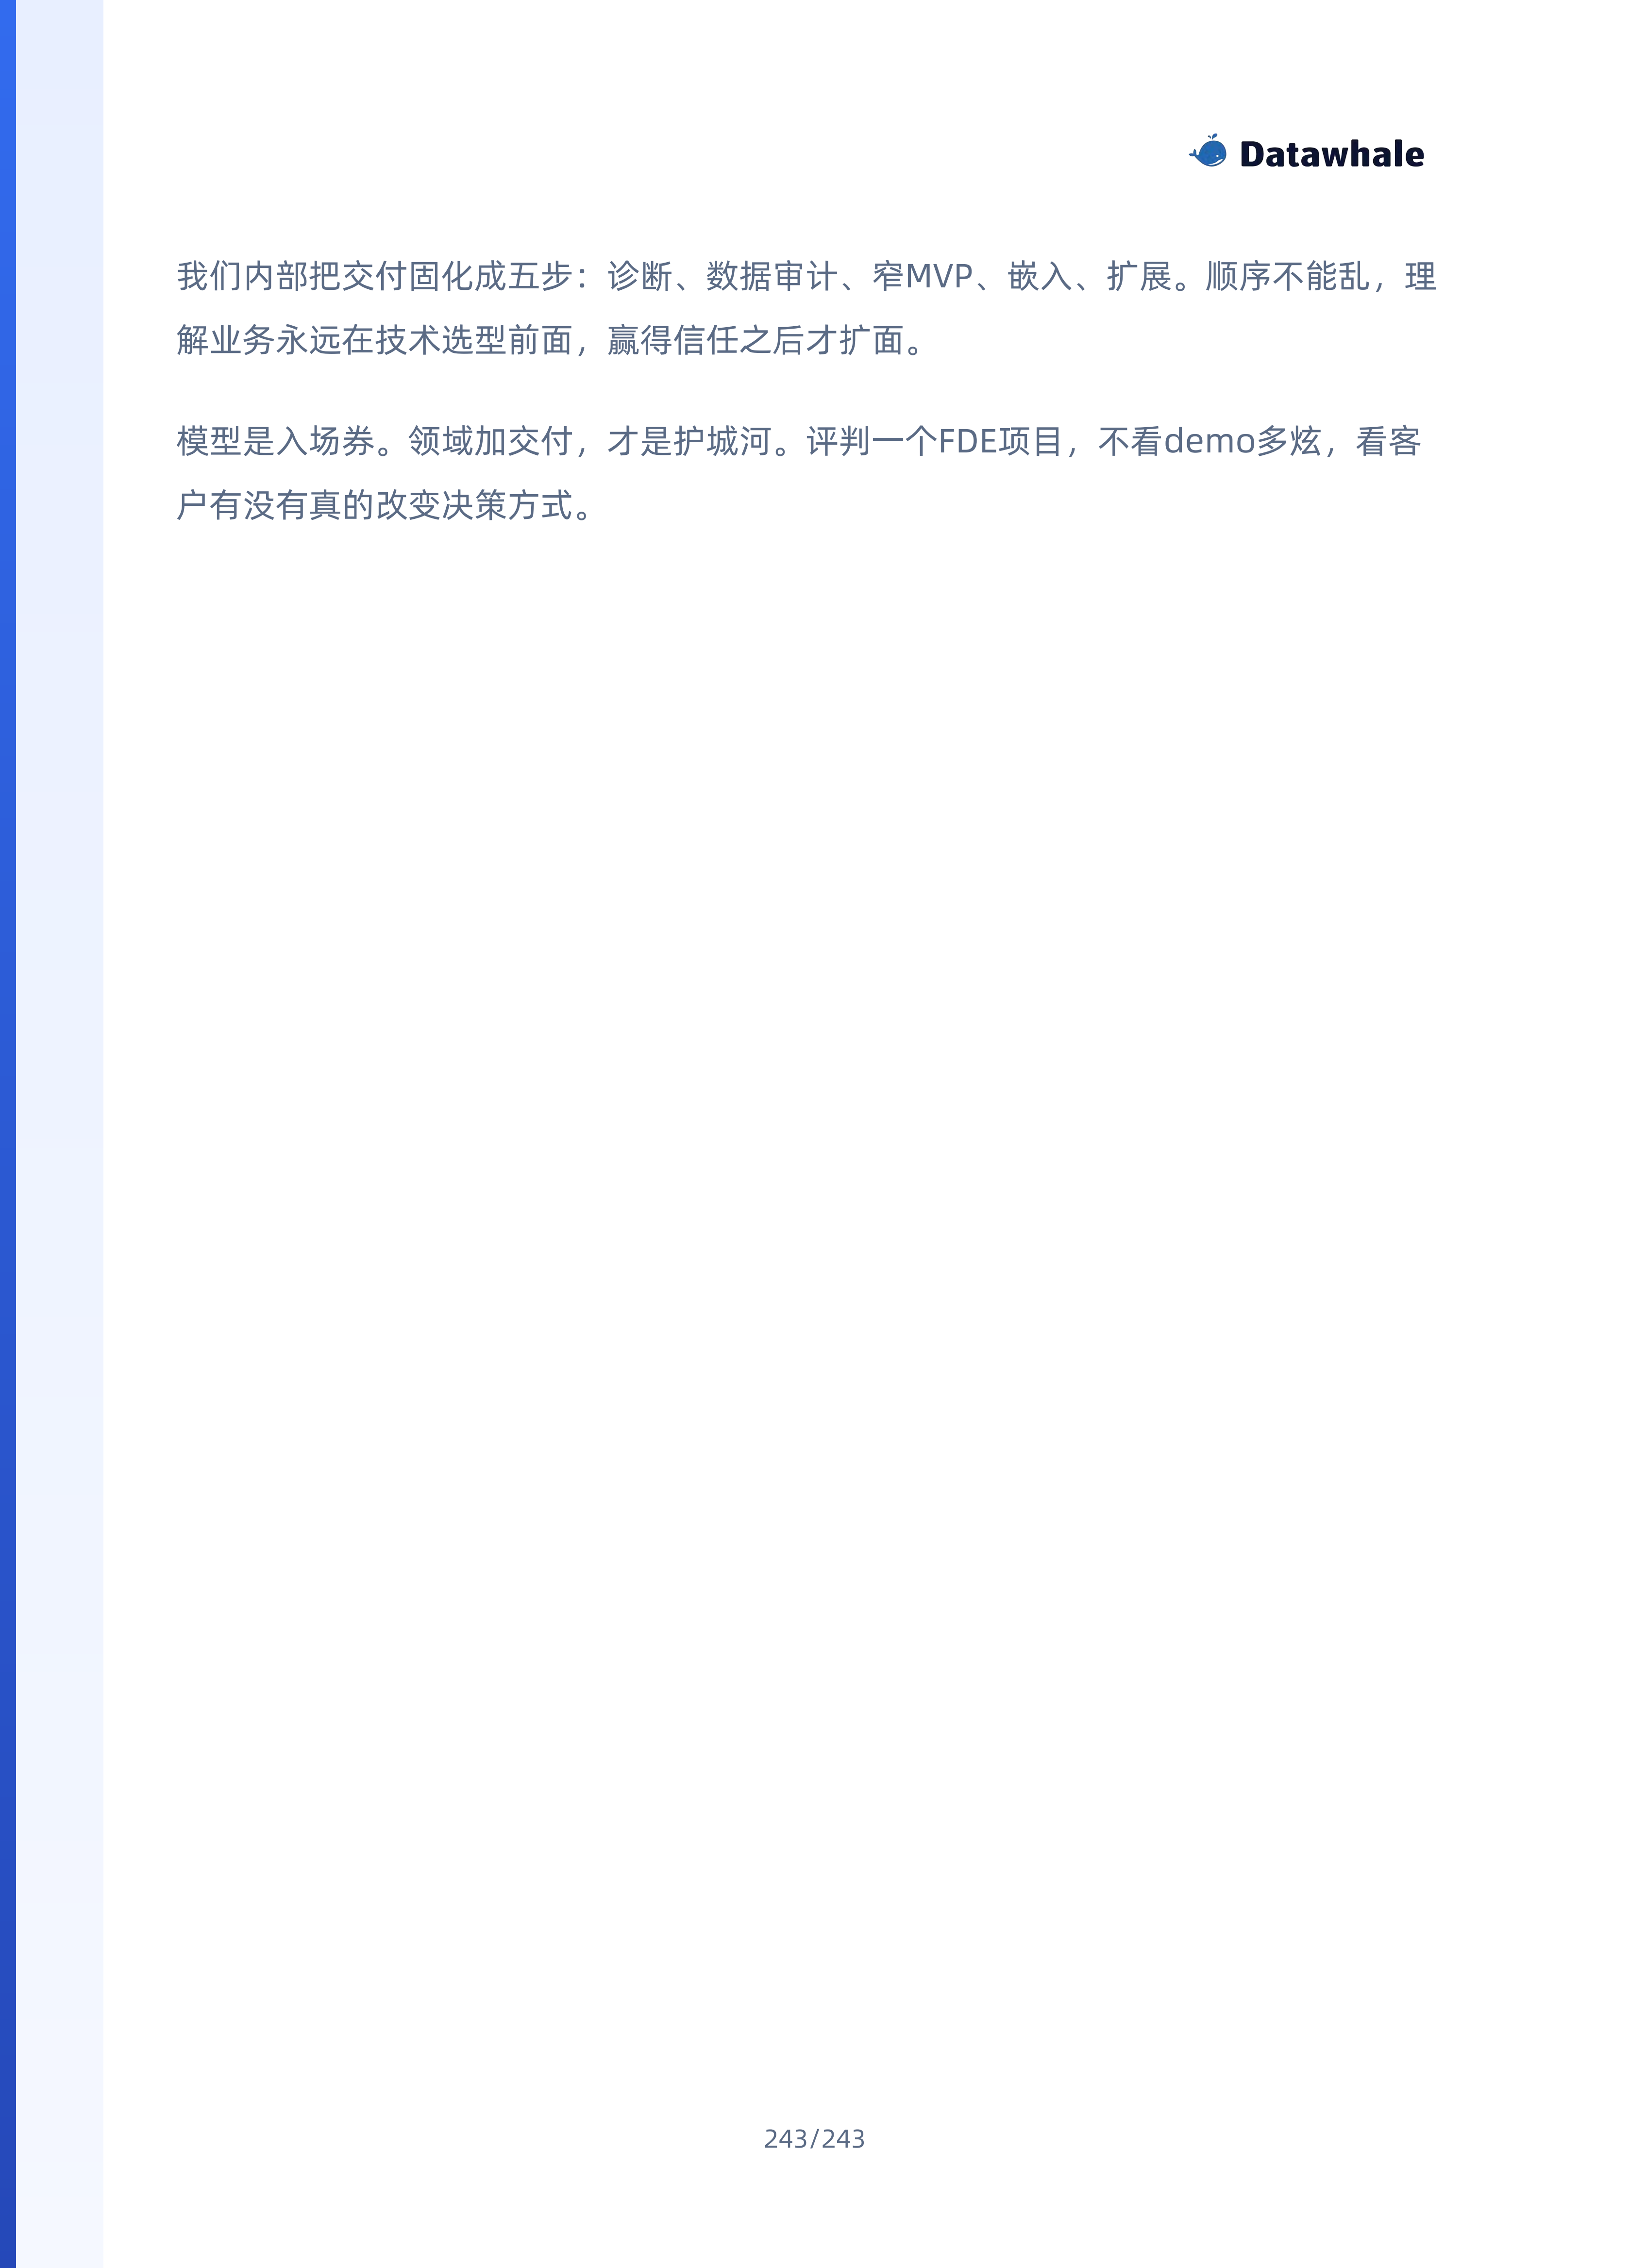 Datawhale
我们内部把交付固化成五步：诊断、数据审计、窄MVP、嵌入、扩展。顺序不能乱，理
解业务永远在技术选型前面，赢得信任之后才扩面。
模型是入场券。领域加交付，才是护城河。评判一个FDE项目，不看demo多炫，看客
户有没有真的改变决策方式。
243/243